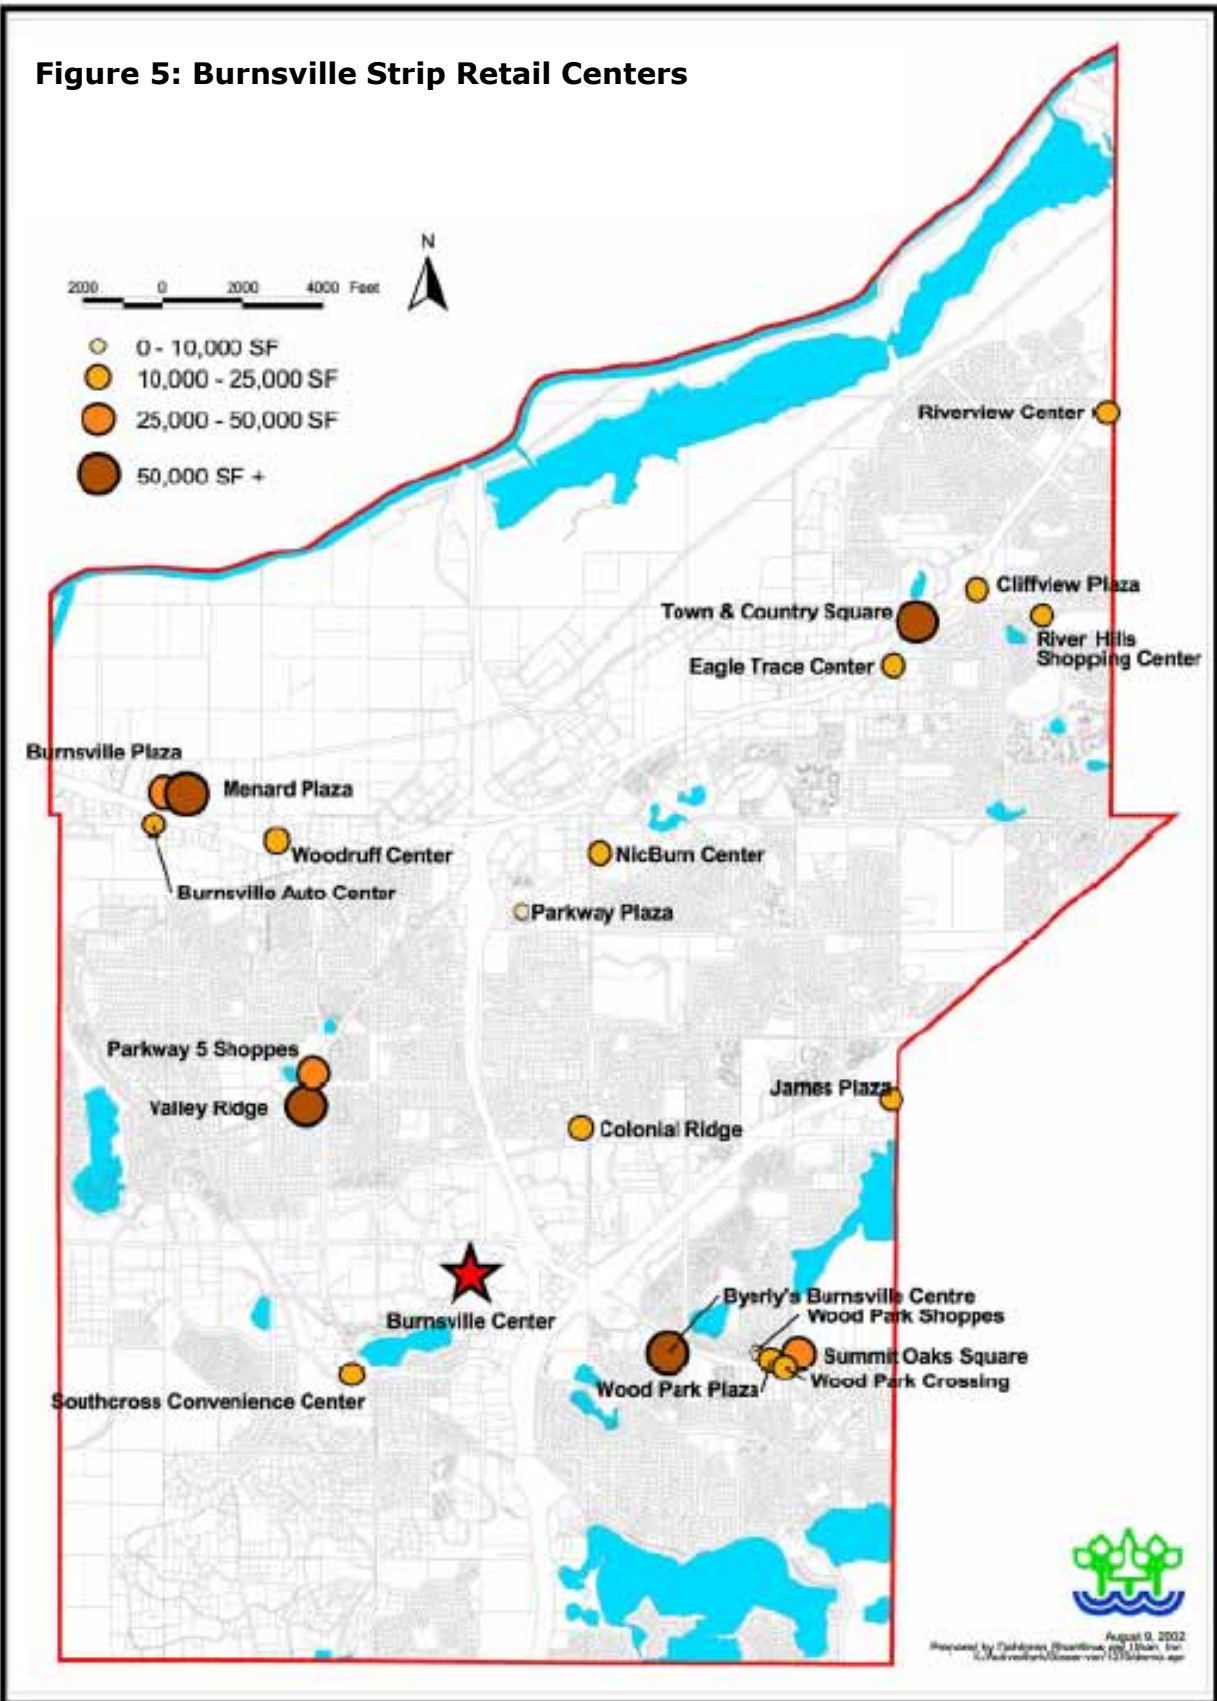 Figure 5: Burnsville Strip Retail Centers
N
2000 0 2000 4000 Feet
0 - 10,000 SF
10,000 - 25,000 SF
25,000 - 50,000 SF
50,000 SF +
Riverview Center
Cliffview Plaza
Town & Country Square
River Hills
Shopping Center
Eagle Trace Center
Burnsville Plaza
Menard Plaza
Woodruff Center
NicBurn Center
Burnsville Auto Center
Parkway Plaza
Parkway 5 Shoppes
James Plaza
Valley Ridge
Colonial Ridge
Byerly's Burnsville Centre
Wood Park Shoppes
Burnsville Center
Summit Oaks Square
Wood Park Crossing
Wood Park Plaza
Southcross Convenience Center
August 9, 2002
Prepared by